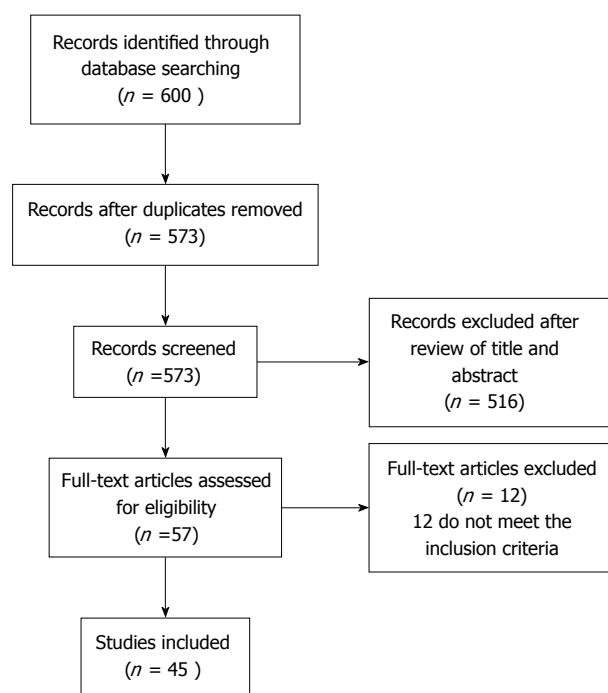 Records identified through
database searching
(n = 600 )
Records after duplicates removed
(n = 573)
Records screened
(n =573)
Records excluded after
review of title and
abstract
(n = 516)
Full-text articles assessed
for eligibility
(n =57)
Full-text articles excluded
(n = 12)
12 do not meet the
inclusion criteria
Studies included
(n = 45 )